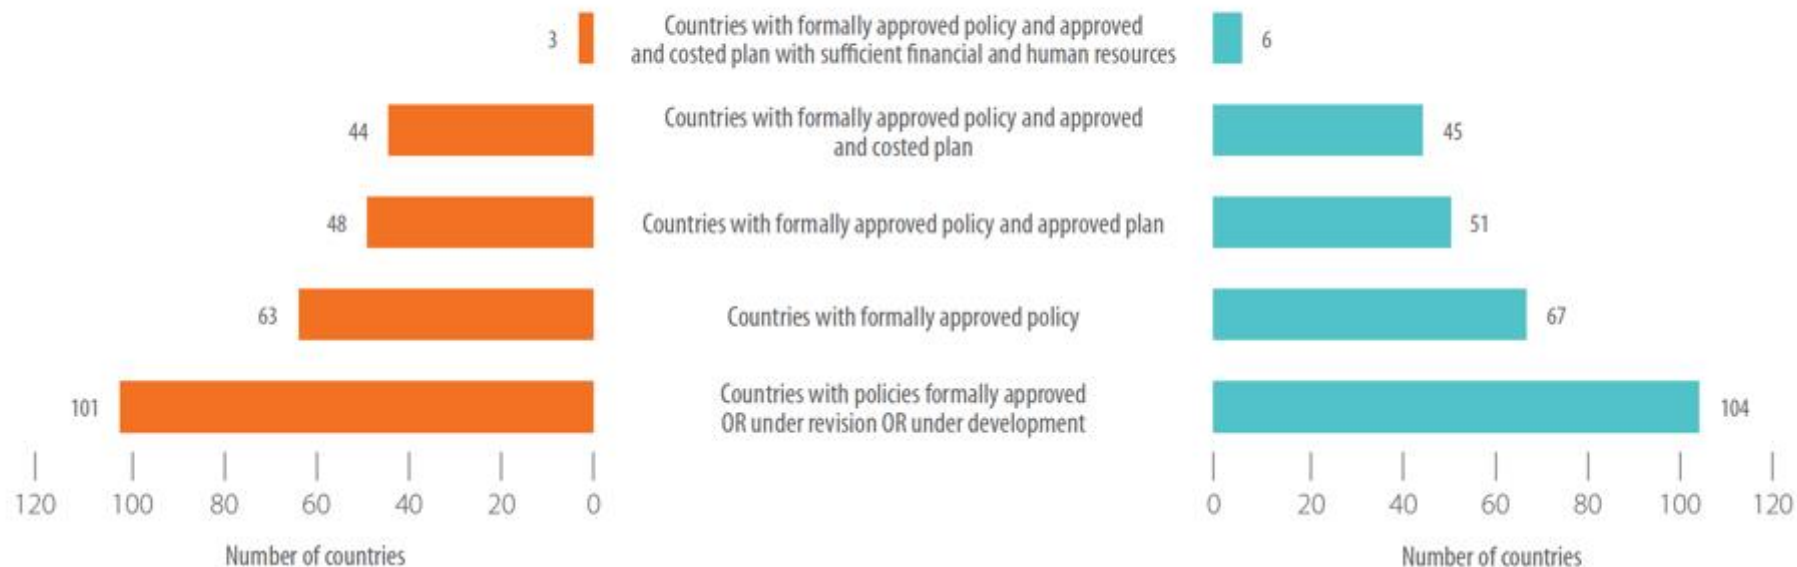 3
Countries with formally approved policy and approved
and costed plan with sufficient financial and human resources
6
44
Countries with formally approved policy and approved
and costed plan
45
48
Countries with formally approved policy and approved plan
51
63
Countries with formally approved policy
67
101
Countries with policies formally approved
OR under revision OR under development
104
120 100 80 60 40 20 0
0 20 40 60 80 100 120
Number of countries
Number of countries